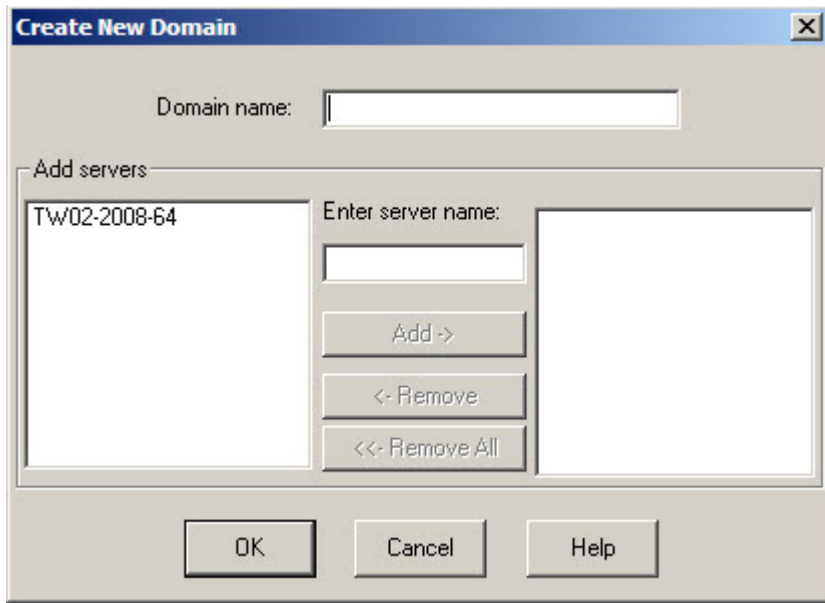 Create New Domain
Domain name:
Add servers
TW02-2008-64
Enter server name:
Add ->
<- Remove
<<- Remove All
OK
Cancel
Help